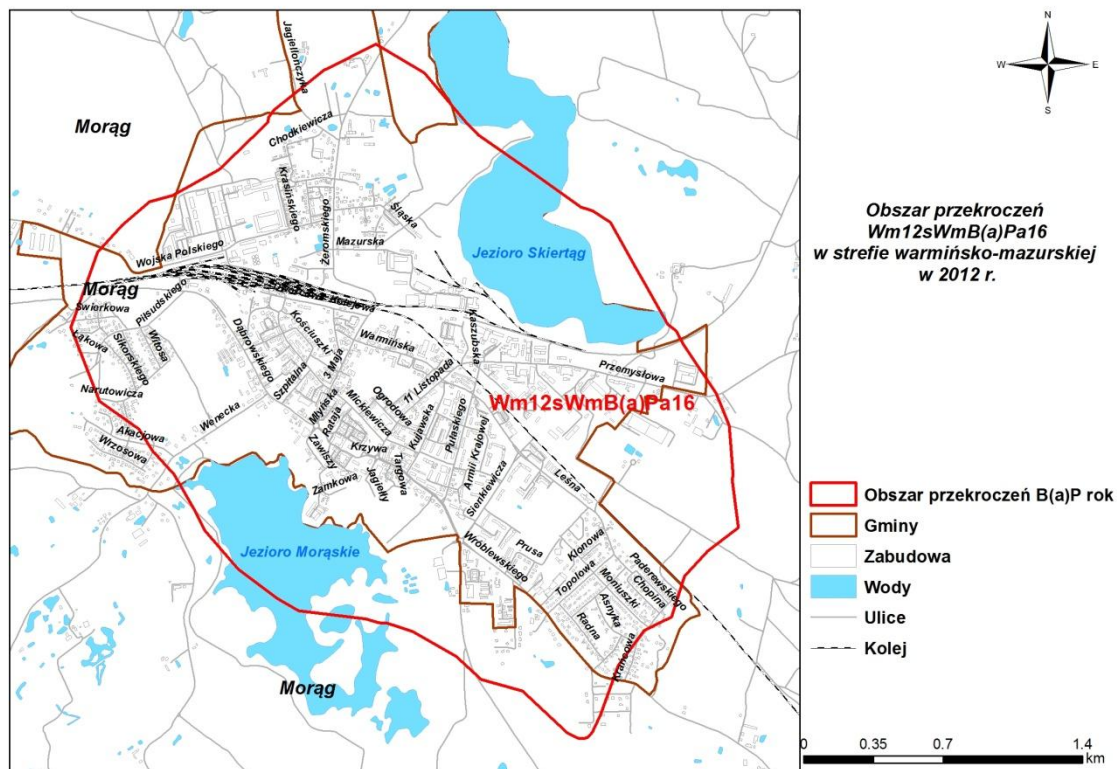 Jagiellończyka
Morąg
Chodkiewicza
Krasińskiego
Śląska
Żeromskiego
Mazurska
Wojska Polskiego
Jezioro Skiertąg
Morąg
Świerkowa
Piłsudskiego
Łąkowa
Sikorskiego
Witosa
Dąbrowskiego
Kościuszki
3 Maja
Warmińska
Kaszubska
Przemysłowa
Szpitalna
Narutowicza
Wenecka
Młyńska
Rataja
Mickiewicza
Ogrodowa
11 Listopada
Kujawska
Pułaskiego
Armii Krajowej
Wm12sWmB(a)Pa16
Akacjowa
Wrzosowa
Zawiszy
Krzywa
Targowa
Jagiełły
Zamkowa
Sienkiewicza
Leśna
Jezioro Morąskie
Wróblewskiego
Prusa
Klonowa
Topolowa
Paderewskiego
Chopina
Moniuszki
Asnyka
Radna
Krańcowa
Morąg
N
W
E
S
Obszar przekroczeń
Wm12sWmB(a)Pa16
w strefie warmińsko-mazurskiej
w 2012 r.
Obszar przekroczeń B(a)P rok
Gminy
Zabudowa
Wody
Ulice
Kolej
0 0.35 0.7 1.4
km